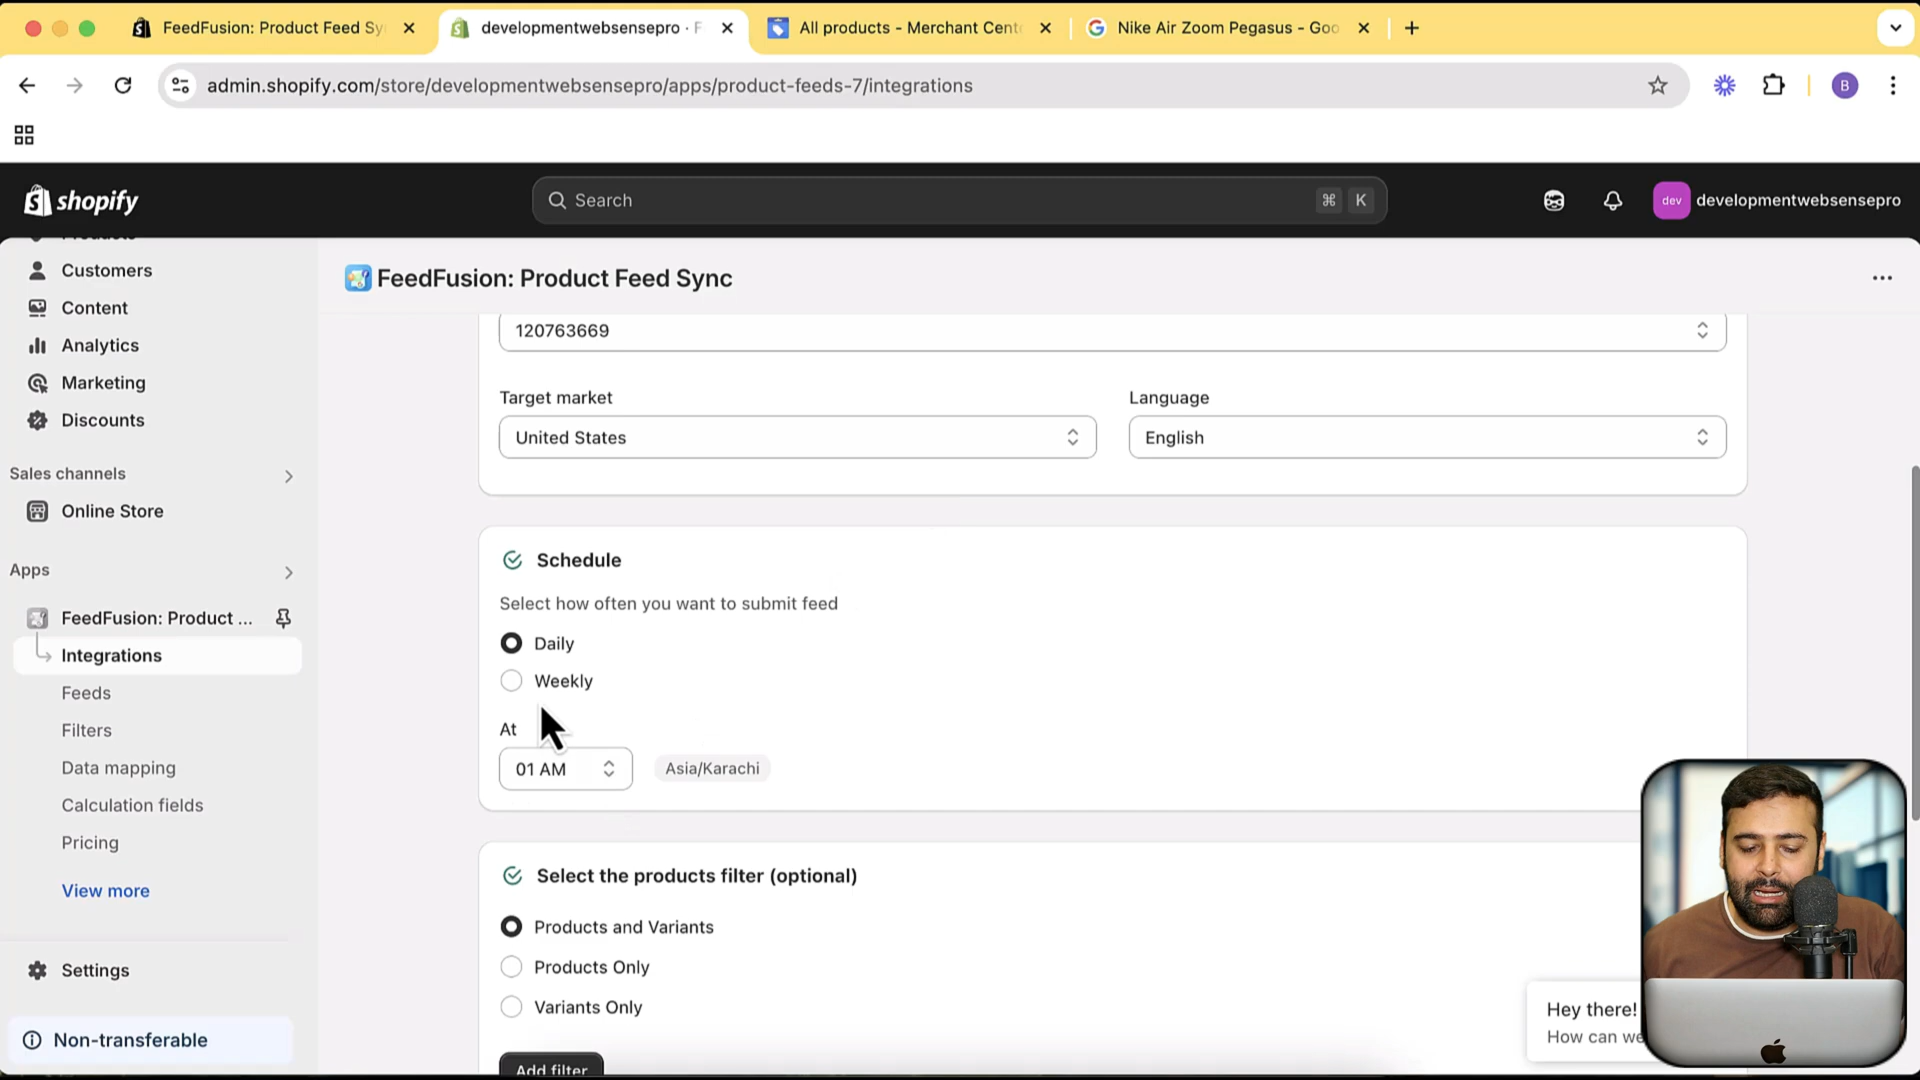 FeedFusion: Product Feed Sy
developmentwebsensepro · F
All products - Merchant Cent
Nike Air Zoom Pegasus - Goo
admin.shopify.com/store/developmentwebsensepro/apps/product-feeds-7/integrations
B
shopify
Search
⌘ K
dev
developmentwebsensepro
Products
Customers
Content
Analytics
Marketing
Discounts
Sales channels
Online Store
Apps
FeedFusion: Product ...
Integrations
Feeds
Filters
Data mapping
Calculation fields
Pricing
View more
Settings
Non-transferable
FeedFusion: Product Feed Sync
120763669
Target market
Language
United States
English
Schedule
Select how often you want to submit feed
Daily
Weekly
At
01 AM
Asia/Karachi
Select the products filter (optional)
Products and Variants
Products Only
Variants Only
Add filter
Hey there!
How can we